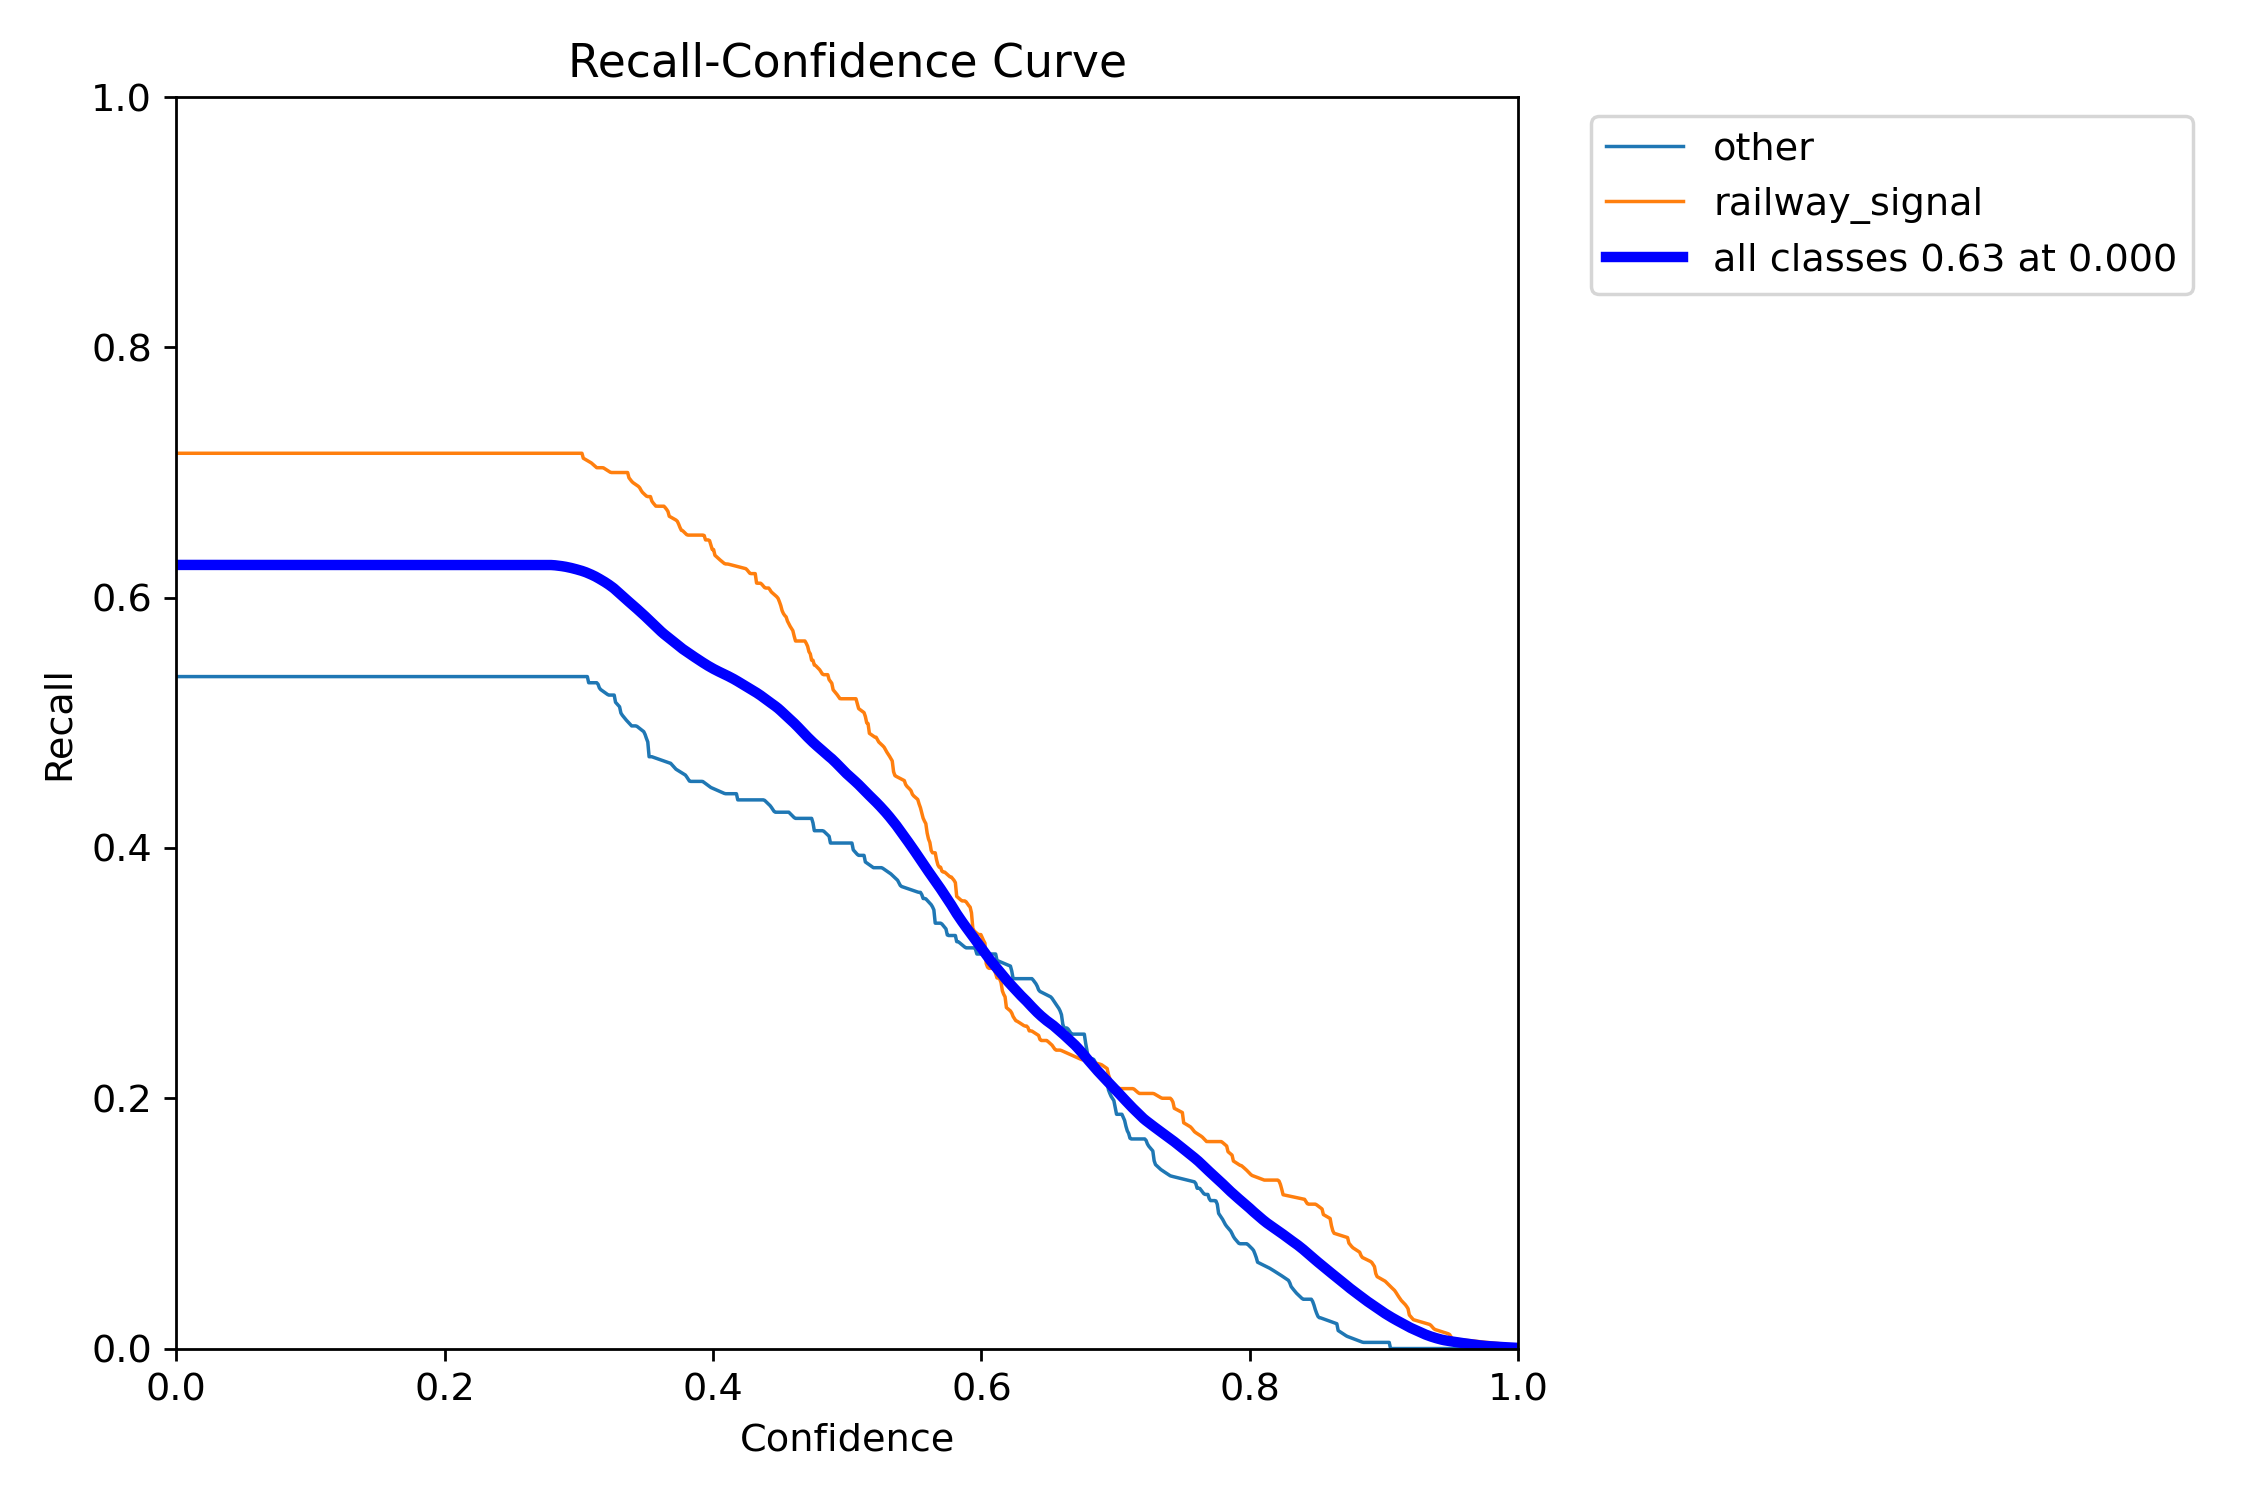 Recall-Confidence Curve
1.0
0.8
0.6
0.4
0.2
0.0
Recall
0.0 0.2 0.4 0.6 0.8 1.0
Confidence
other
railway_signal
all classes 0.63 at 0.000